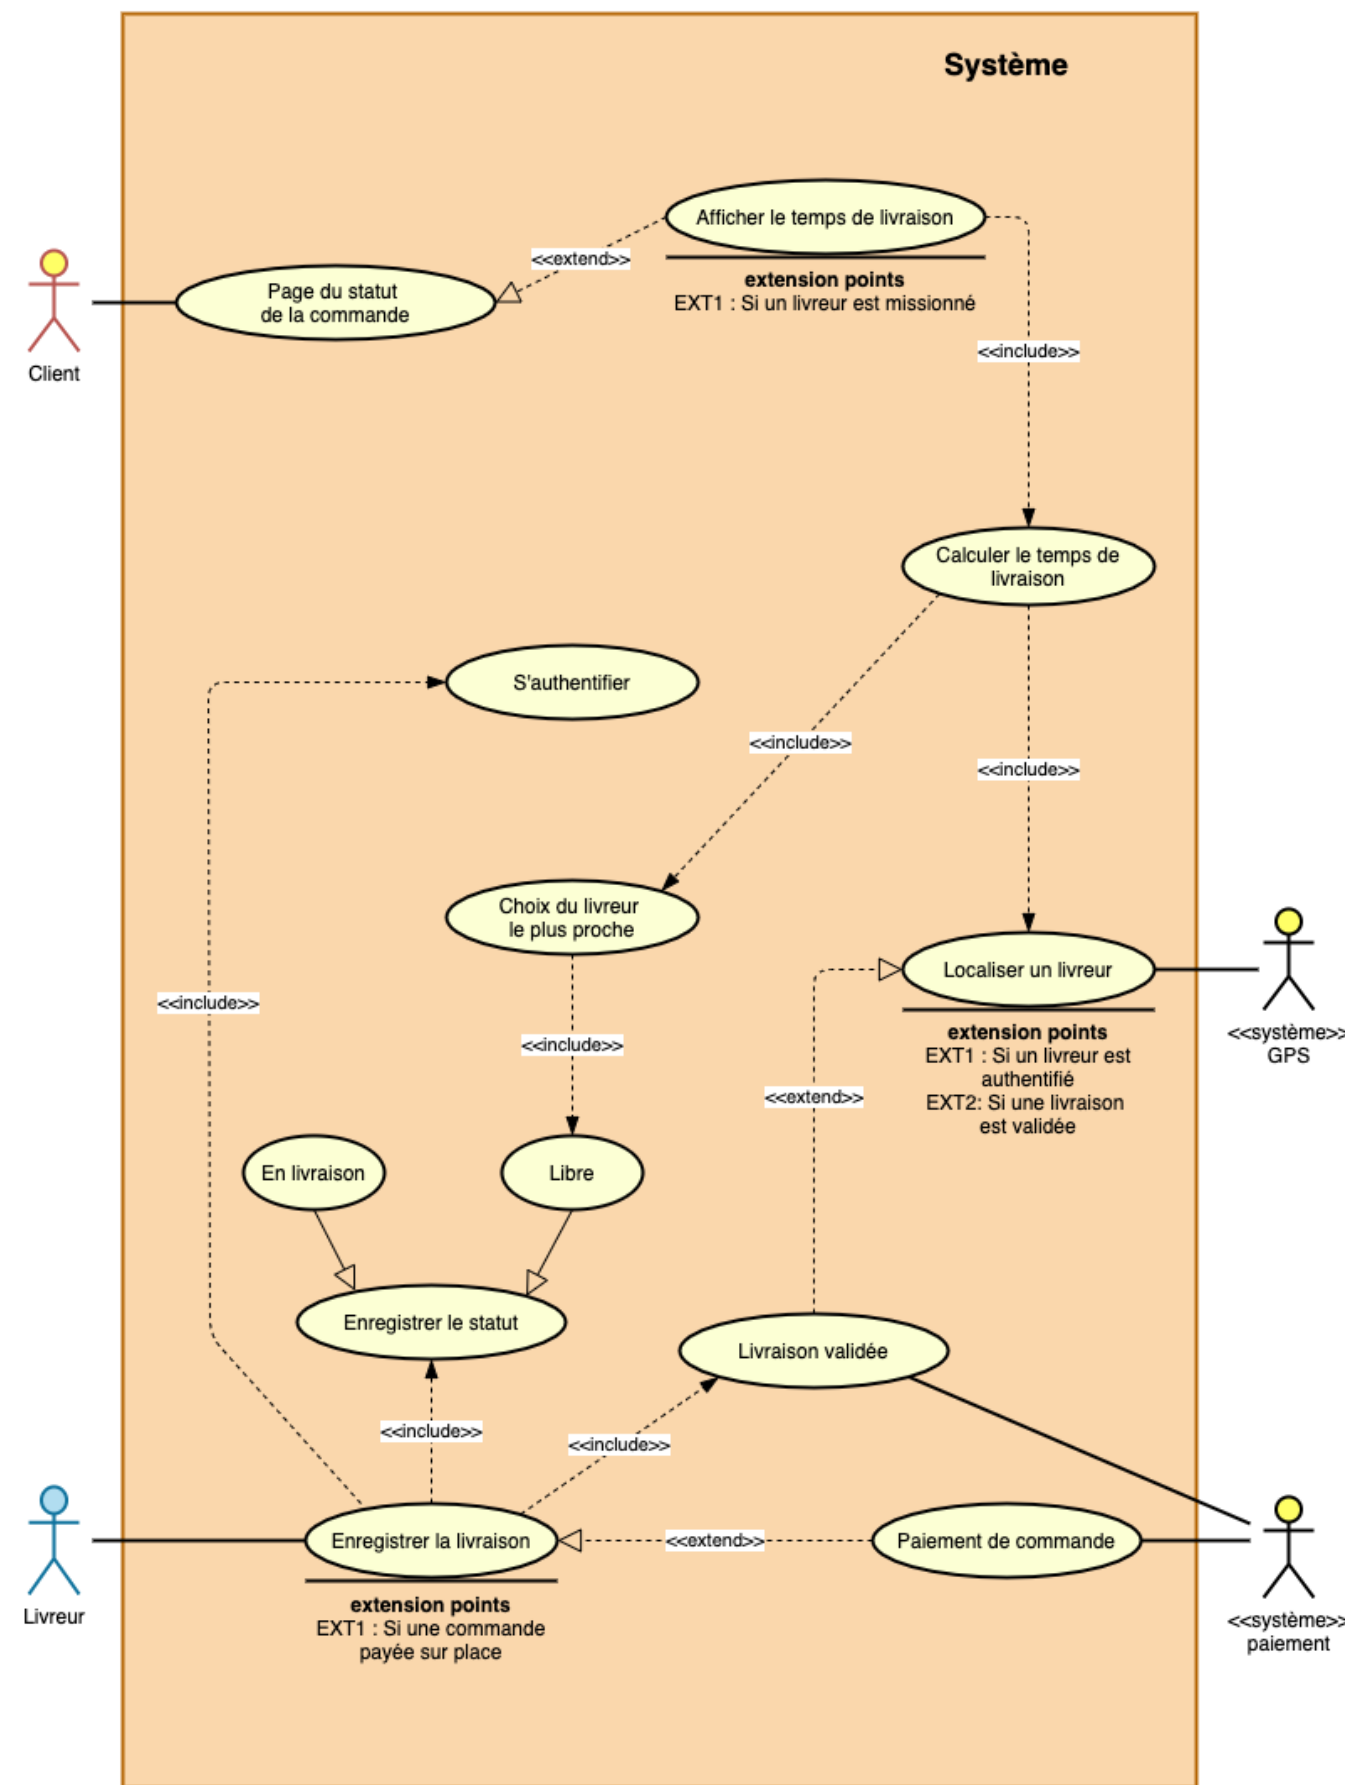 Système
Afficher le temps de livraison
<<extend>>
extension points
EXT1 : Si un livreur est missionné
Page du statut
de la commande
Client
<<include>>
Calculer le temps de
livraison
S'authentifier
<<include>>
<<include>>
Choix du livreur
le plus proche
Localiser un livreur
<<système>>
GPS
<<include>>
<<include>>
extension points
EXT1 : Si un livreur est
authentifié
EXT2: Si une livraison
est validée
<<extend>>
En livraison
Libre
Enregistrer le statut
Livraison validée
<<include>>
<<include>>
Enregistrer la livraison
<<extend>>
Paiement de commande
Livreur
extension points
EXT1 : Si une commande
payée sur place
<<système>>
paiement